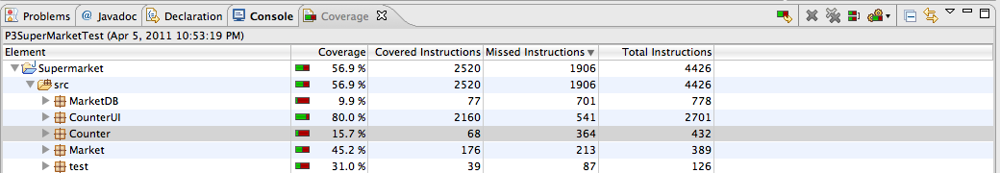 Problems @ Javadoc Declaration Console Coverage
P3SuperMarketTest (Apr 5, 2011 10:53:19 PM)
Element Coverage Covered Instructions Missed Instructions Total Instructions
Supermarket 56.9 % 2520 1906 4426
src 56.9 % 2520 1906 4426
MarketDB 9.9 % 77 701 778
CounterUI 80.0 % 2160 541 2701
Counter 15.7 % 68 364 432
Market 45.2 % 176 213 389
test 31.0 % 39 87 126